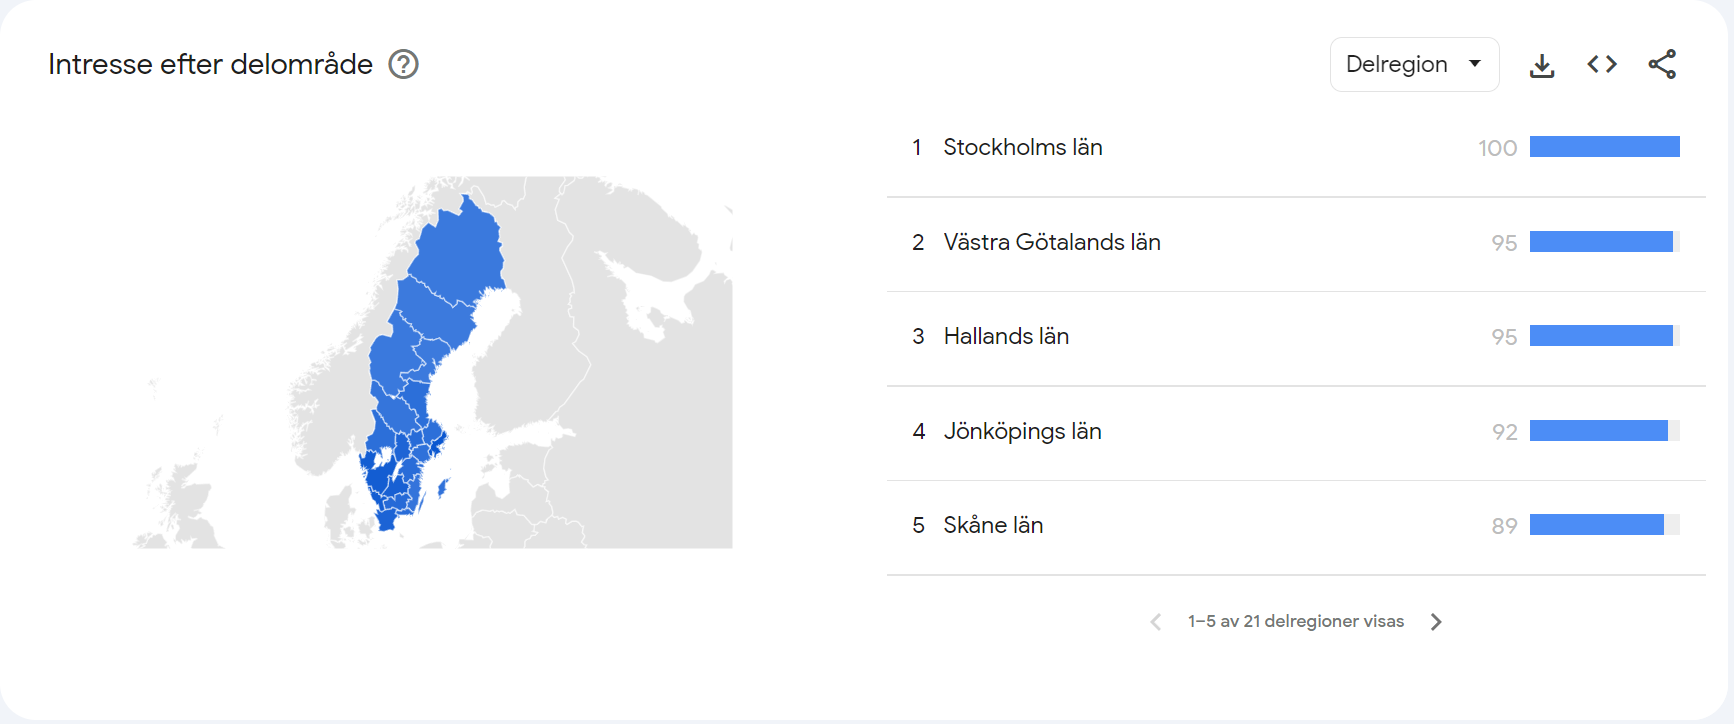 Intresse efter delområde
Delregion
1 Stockholms län 100
2 Västra Götalands län 95
3 Hallands län 95
4 Jönköpings län 92
5 Skåne län 89
1–5 av 21 delregioner visas